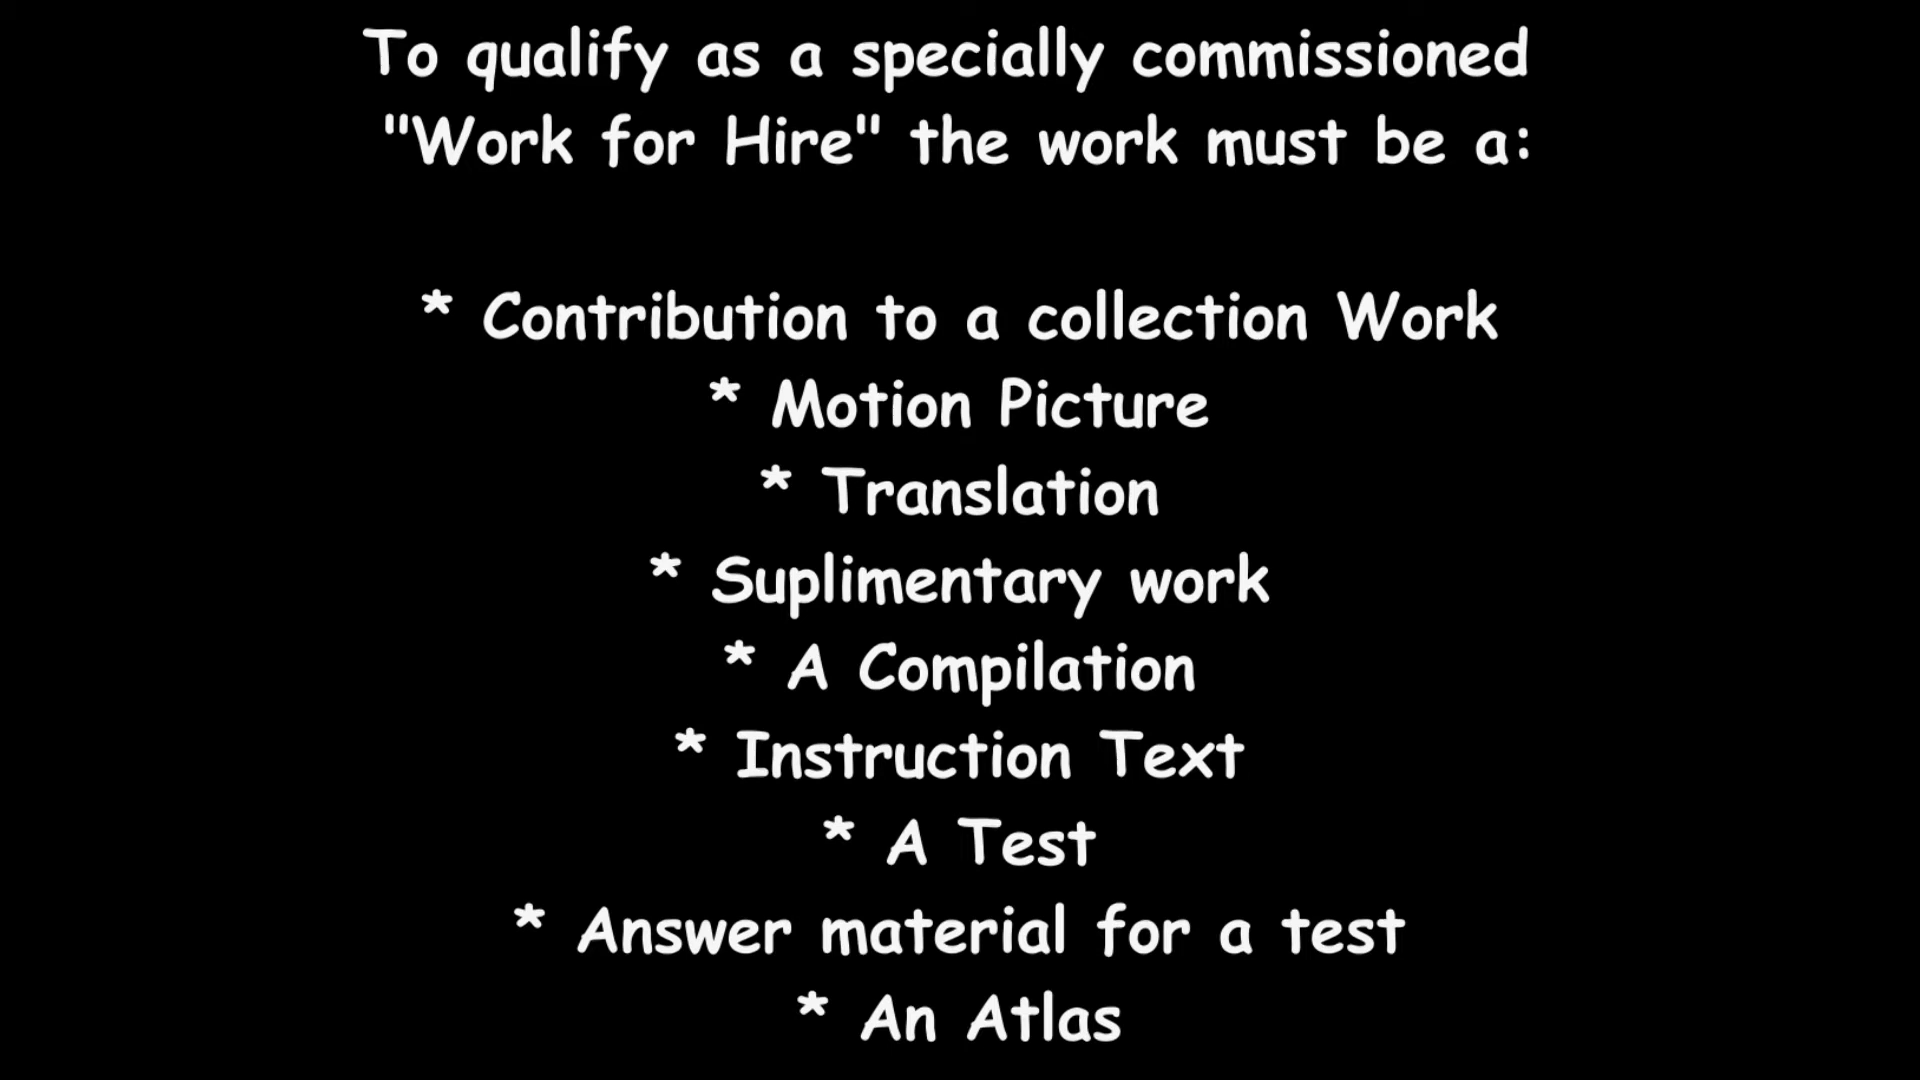 To qualify as a specially commissioned
"Work for Hire" the work must be a:
* Contribution to a collection Work
* Motion Picture
* Translation
* Suplimentary work
* A Compilation
* Instruction Text
* A Test
* Answer material for a test
* An Atlas